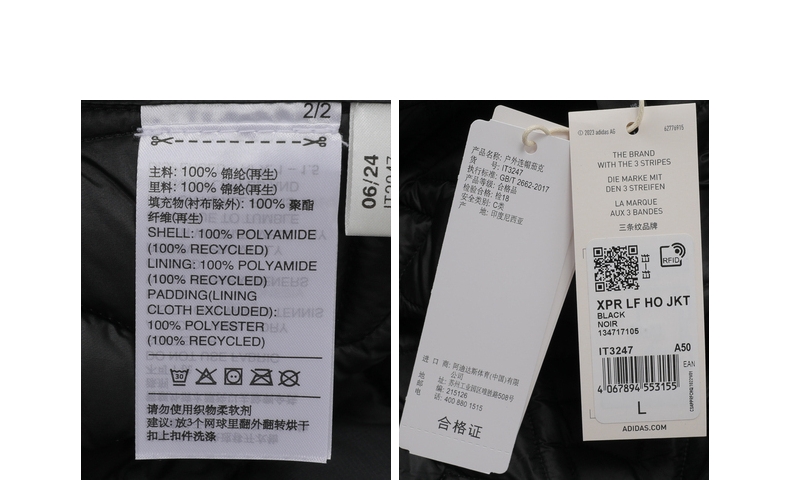 2/2
主料: 100% 锦纶(再生)
里料: 100% 锦纶(再生)
填充物(衬布除外): 100% 聚酯
纤维(再生)
SHELL: 100% POLYAMIDE
(100% RECYCLED)
LINING: 100% POLYAMIDE
(100% RECYCLED)
PADDING(LINING
CLOTH EXCLUDED):
100% POLYESTER
(100% RECYCLED)
30
请勿使用织物柔软剂
建议: 放3个网球里翻外翻转烘干
扣上扣件洗涤
06/24
IT3247
产品名称: 户外连帽茄克
货 号: IT3247
执行标准: GB/T 2662-2017
产品等级: 合格品
检验合格: 检18
安全类别: C类
产 地: 印度尼西亚
进 口 商: 阿迪达斯体育(中国)有限
公司
地 址: 苏州工业园区唯新路508号
邮 编: 215126
电 话: 400 880 1515
合格证
© 2023 adidas AG
THE BRAND
WITH THE 3 STRIPES
DIE MARKE MIT
DEN 3 STREIFEN
LA MARQUE
AUX 3 BANDES
三条纹品牌
RFID
XPR LF HO JKT
BLACK
NOIR
134717105
IT3247 A50
EAN
4 067894 553155
L
ADIDAS.COM